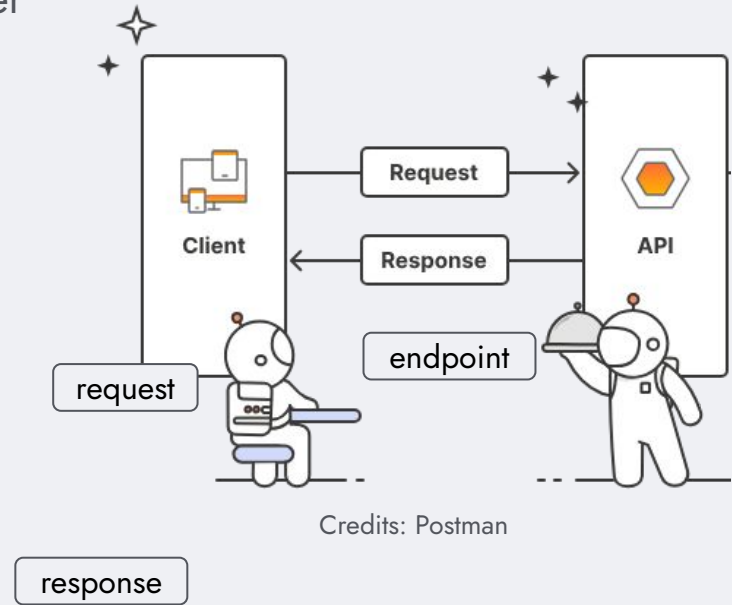 Request
Client
API
Response
endpoint
request
Credits: Postman
response